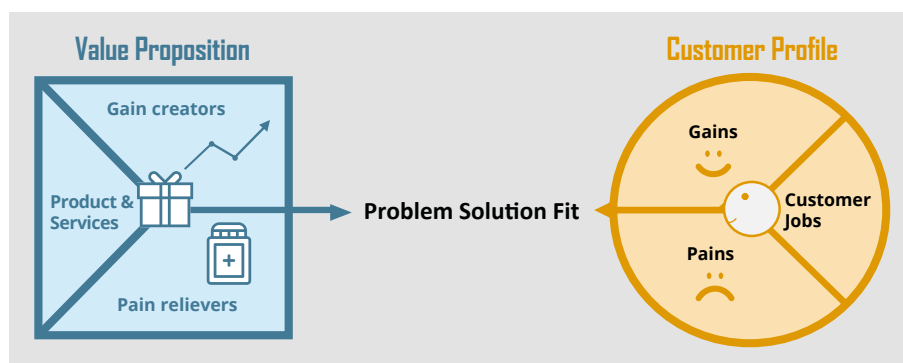 Value Proposition
Gain creators
Product &
Services
Pain relievers
Problem Solution Fit
Customer Profile
Gains
Customer
Jobs
Pains